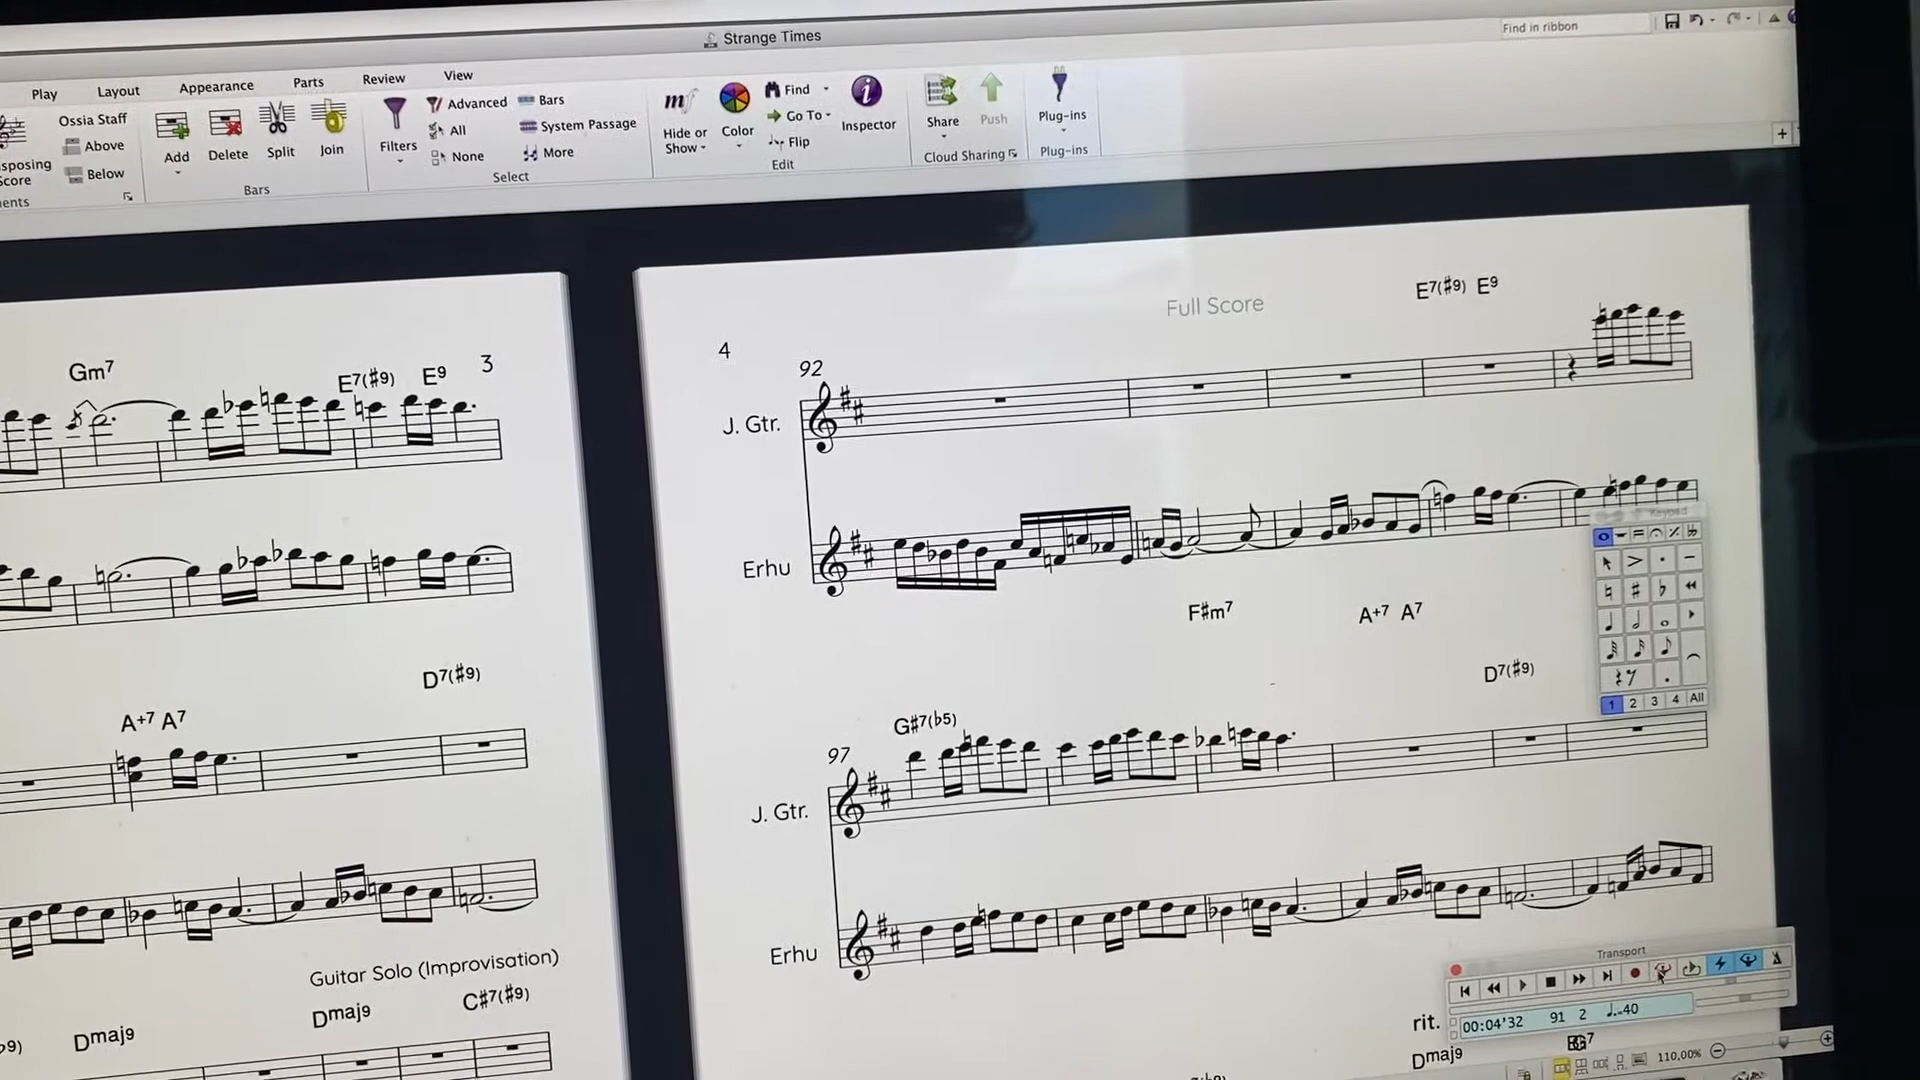 Strange Times
Find in ribbon
Play Layout Appearance Parts Review View
Ossia Staff
Above
Below
Score
Add
Delete
Split
Join
Bars
Filters
Advanced
All
None
Bars
System Passage
More
Select
Hide or
Show
Color
Find
Go To
Flip
Edit
Inspector
Share
Push
Cloud Sharing
Plug-ins
Plug-ins
Gm7
E7(♯9) E9
3
A+7 A7
D7(♯9)
Guitar Solo (Improvisation)
Dmaj9
Dmaj9
C♯7(♯9)
Full Score
E7(♯9) E9
4
92
J. Gtr.
Erhu
F♯m7
A+7 A7
D7(♯9)
Keypad
1 2 3 4 All
G♯7(♭5)
97
J. Gtr.
Erhu
Transport
00:04'32 91 2
rit.
Dmaj9
110,00%